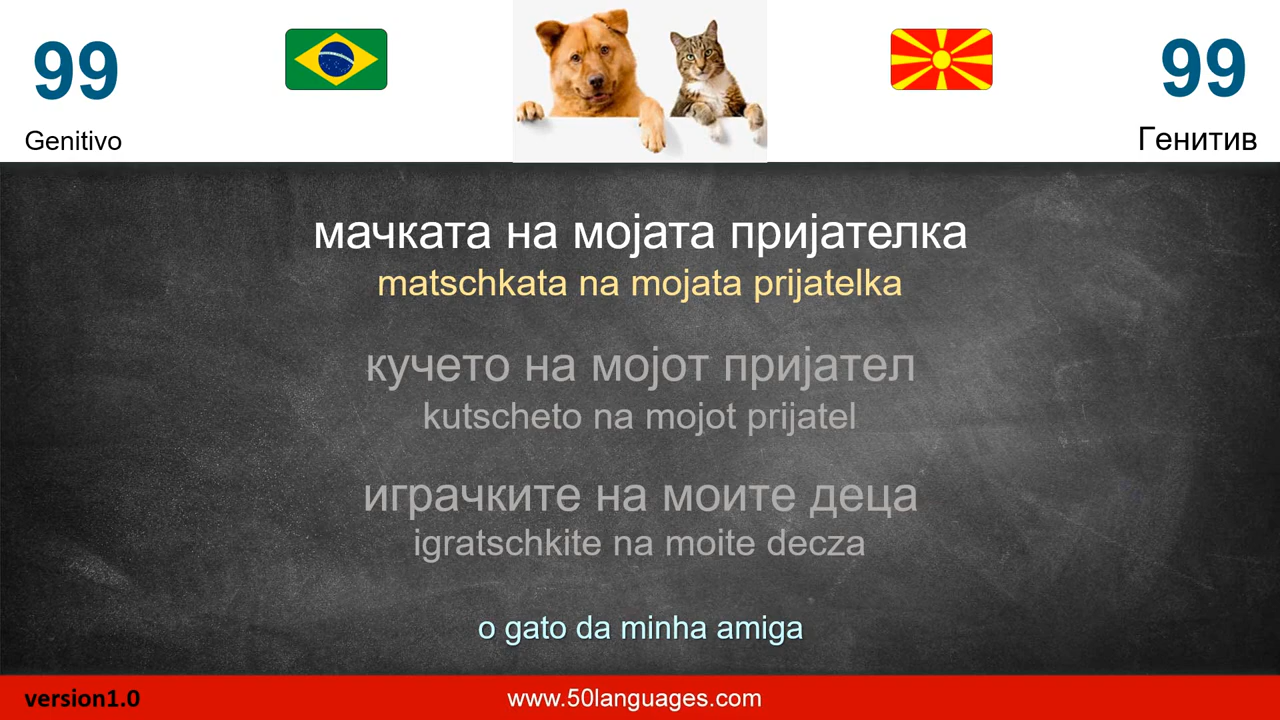 99
99
Genitivo
Генитив
мачката на мојата пријателка
matschkata na mojata prijatelka
кучето на мојот пријател
kutscheto na mojot prijatel
играчките на моите деца
igratschkite na moite decza
o gato da minha amiga
version1.0
www.50languages.com